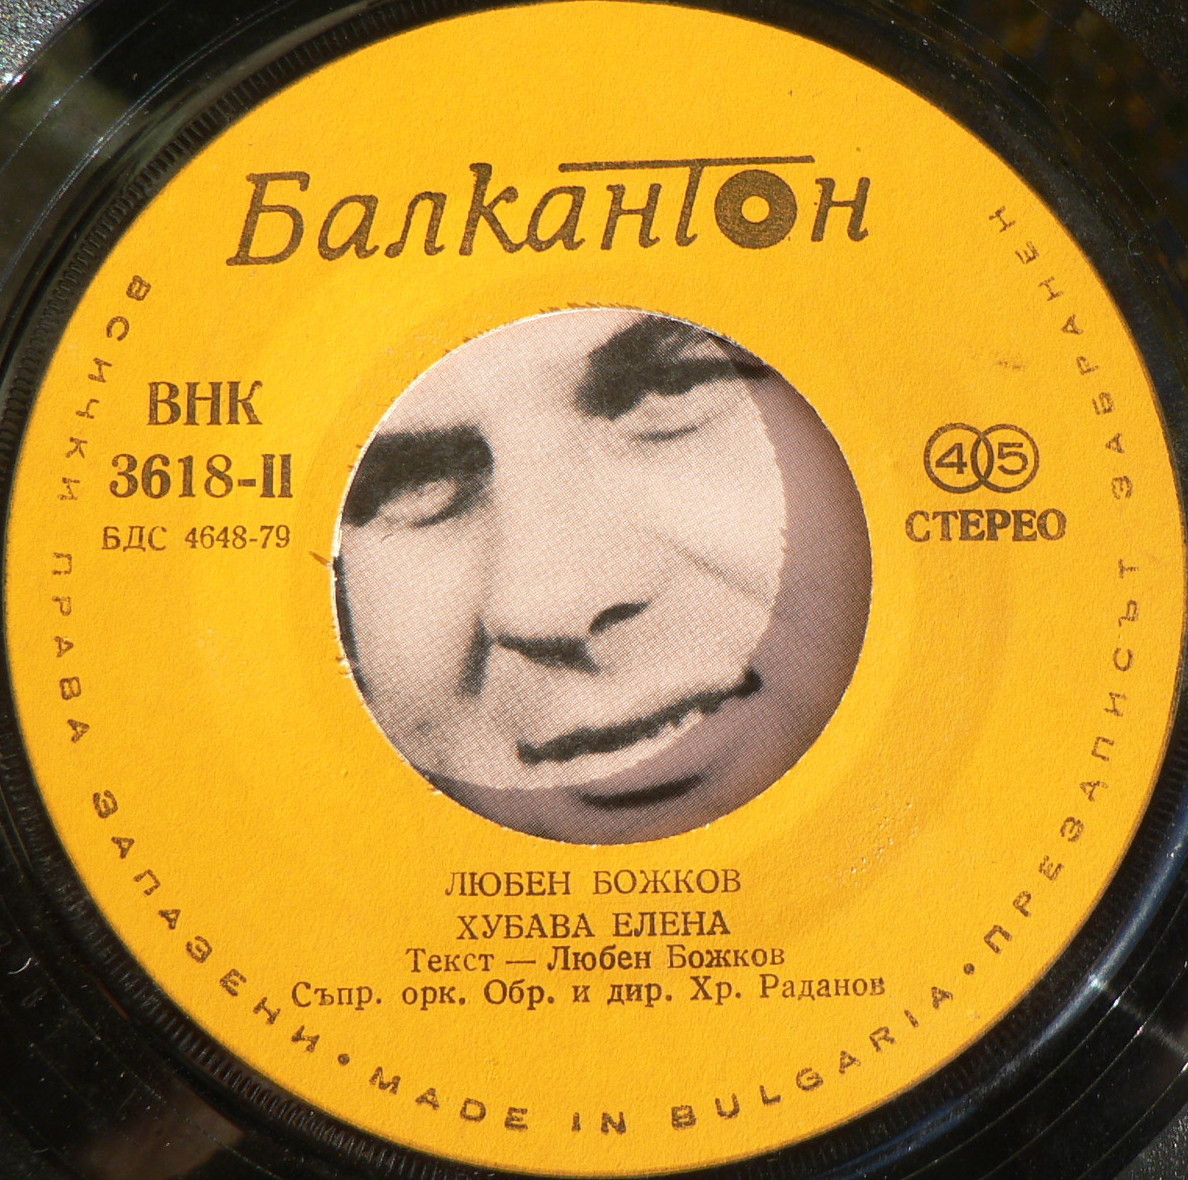 Балкантон
ВСИЧКИ ПРАВА ЗАПАЗЕНИ • MADE IN BULGARIA • ПРЕЗАПИСЪТ ЗАБРАНЕН
ВНК
3618-II
БДС 4648-79
45
СТЕРЕО
ЛЮБЕН БОЖКОВ
ХУБАВА ЕЛЕНА
Текст — Любен Божков
Съпр. орк. Обр. и дир. Хр. Раданов